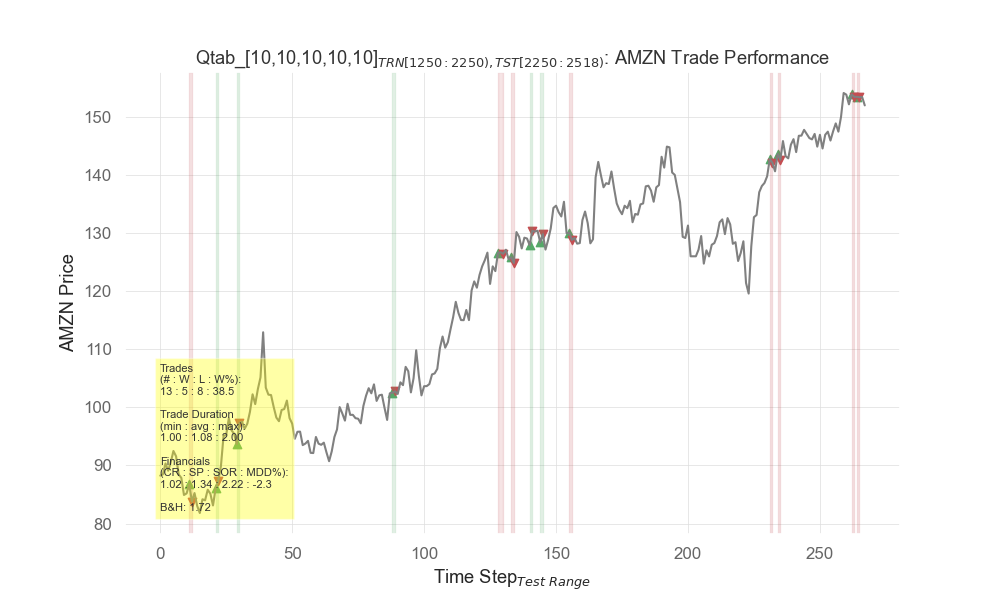 Qtab_[10,10,10,10,10]TRN[1250:2250),TST[2250:2518): AMZN Trade Performance
150
140
130
120
110
100
90
80
AMZN Price
Trades
(# : W : L : W%):
13 : 5 : 8 : 38.5
Trade Duration
(min : avg : max):
1.00 : 1.08 : 2.00
Financials
(CR : SP : SOR : MDD%):
1.02 : 1.34 : 2.22 : -2.3
B&H: 1.72
0 50 100 150 200 250
Time StepTest Range